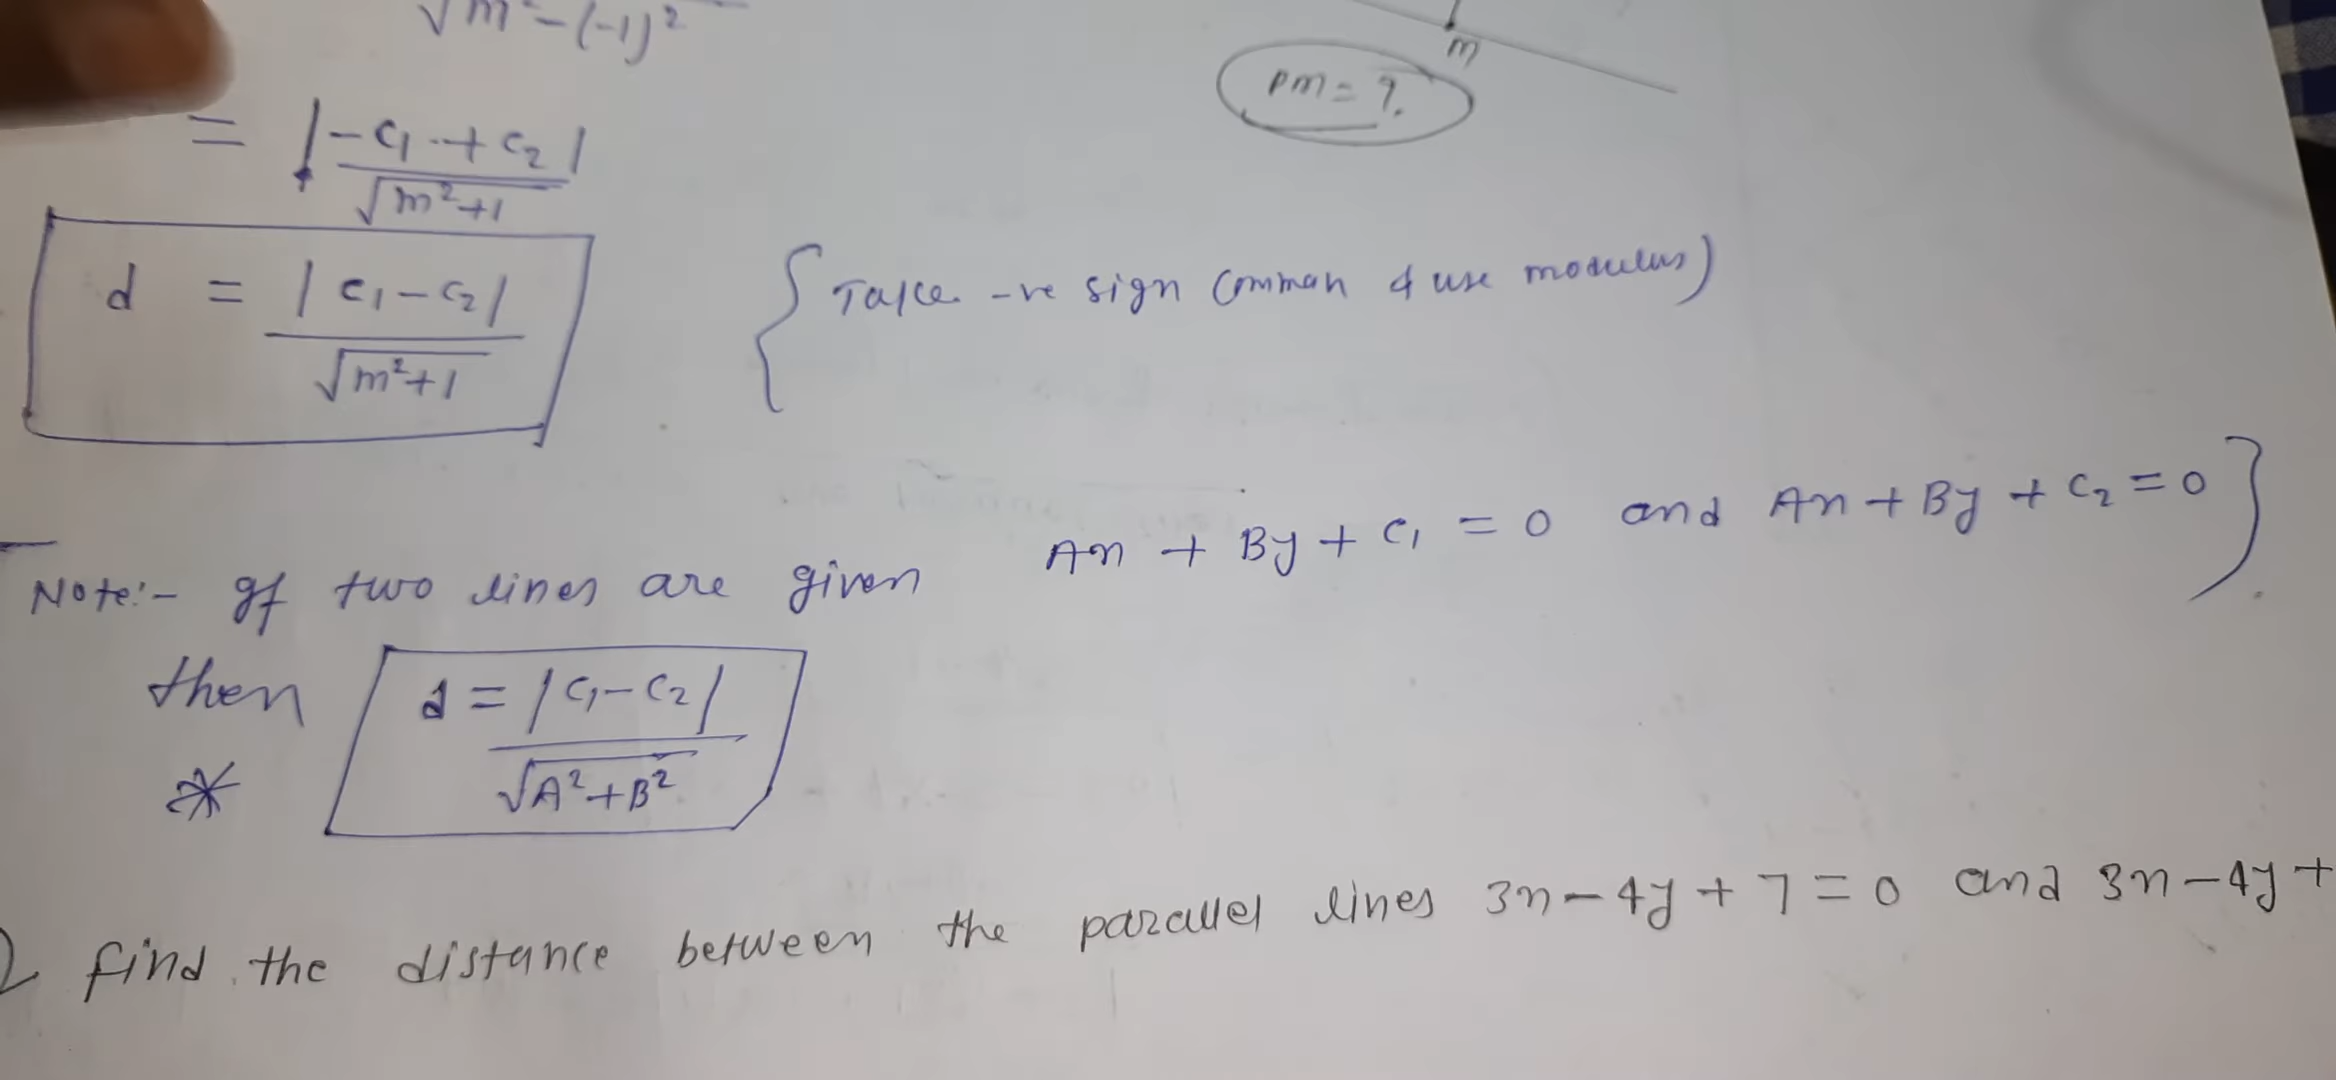 √m² - (-1)²
m
PM = ?
= |-c₁ + c₂| / √m²+1
d = |c₁ - c₂| / √m²+1 { Take -ve sign common & use modulus)
Note:- If two lines are given Ax + By + C₁ = 0 and Ax + By + C₂ = 0 }
then d = |C₁ - C₂| / √A²+B²
*
find the distance between the parallel lines 3x - 4y + 7 = 0 and 3x - 4y +